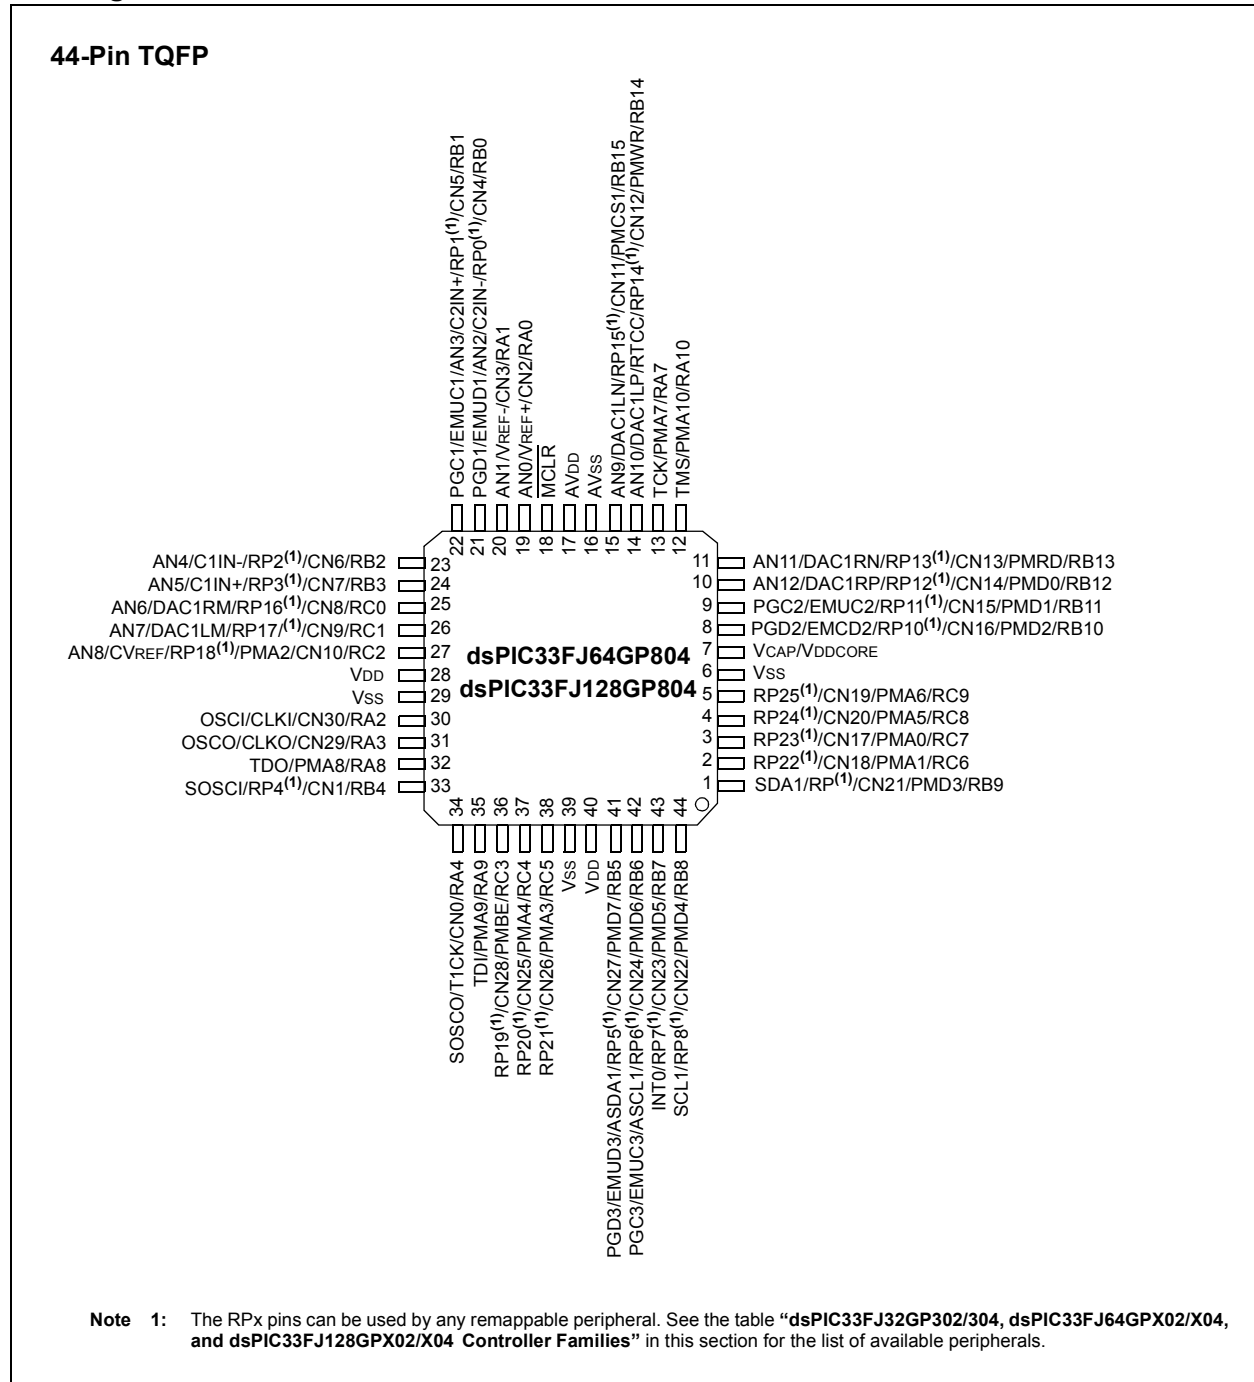 44-Pin TQFP
PGC1/EMUC1/AN3/C2IN+/RP1(1)/CN5/RB1
PGD1/EMUD1/AN2/C2IN-/RP0(1)/CN4/RB0
AN1/VREF-/CN3/RA1
AN0/VREF+/CN2/RA0
MCLR
AVDD
AVSS
AN9/DAC1LN/RP15(1)/CN11/PMCS1/RB15
AN10/DAC1LP/RTCC/RP14(1)/CN12/PMWR/RB14
TCK/PMA7/RA7
TMS/PMA10/RA10
22 21 20 19 18 17 16 15 14 13 12
AN4/C1IN-/RP2(1)/CN6/RB2 23
AN5/C1IN+/RP3(1)/CN7/RB3 24
AN6/DAC1RM/RP16(1)/CN8/RC0 25
AN7/DAC1LM/RP17/(1)/CN9/RC1 26
AN8/CVREF/RP18(1)/PMA2/CN10/RC2 27
VDD 28
VSS 29
OSCI/CLKI/CN30/RA2 30
OSCO/CLKO/CN29/RA3 31
TDO/PMA8/RA8 32
SOSCI/RP4(1)/CN1/RB4 33
dsPIC33FJ64GP804
dsPIC33FJ128GP804
11 AN11/DAC1RN/RP13(1)/CN13/PMRD/RB13
10 AN12/DAC1RP/RP12(1)/CN14/PMD0/RB12
9 PGC2/EMUC2/RP11(1)/CN15/PMD1/RB11
8 PGD2/EMCD2/RP10(1)/CN16/PMD2/RB10
7 VCAP/VDDCORE
6 VSS
5 RP25(1)/CN19/PMA6/RC9
4 RP24(1)/CN20/PMA5/RC8
3 RP23(1)/CN17/PMA0/RC7
2 RP22(1)/CN18/PMA1/RC6
1 SDA1/RP(1)/CN21/PMD3/RB9
34 35 36 37 38 39 40 41 42 43 44
SOSCO/T1CK/CN0/RA4
TDI/PMA9/RA9
RP19(1)/CN28/PMBE/RC3
RP20(1)/CN25/PMA4/RC4
RP21(1)/CN26/PMA3/RC5
VSS
VDD
PGD3/EMUD3/ASDA1/RP5(1)/CN27/PMD7/RB5
PGC3/EMUC3/ASCL1/RP6(1)/CN24/PMD6/RB6
INT0/RP7(1)/CN23/PMD5/RB7
SCL1/RP8(1)/CN22/PMD4/RB8
Note 1: The RPx pins can be used by any remappable peripheral. See the table "dsPIC33FJ32GP302/304, dsPIC33FJ64GPX02/X04,
and dsPIC33FJ128GPX02/X04 Controller Families" in this section for the list of available peripherals.